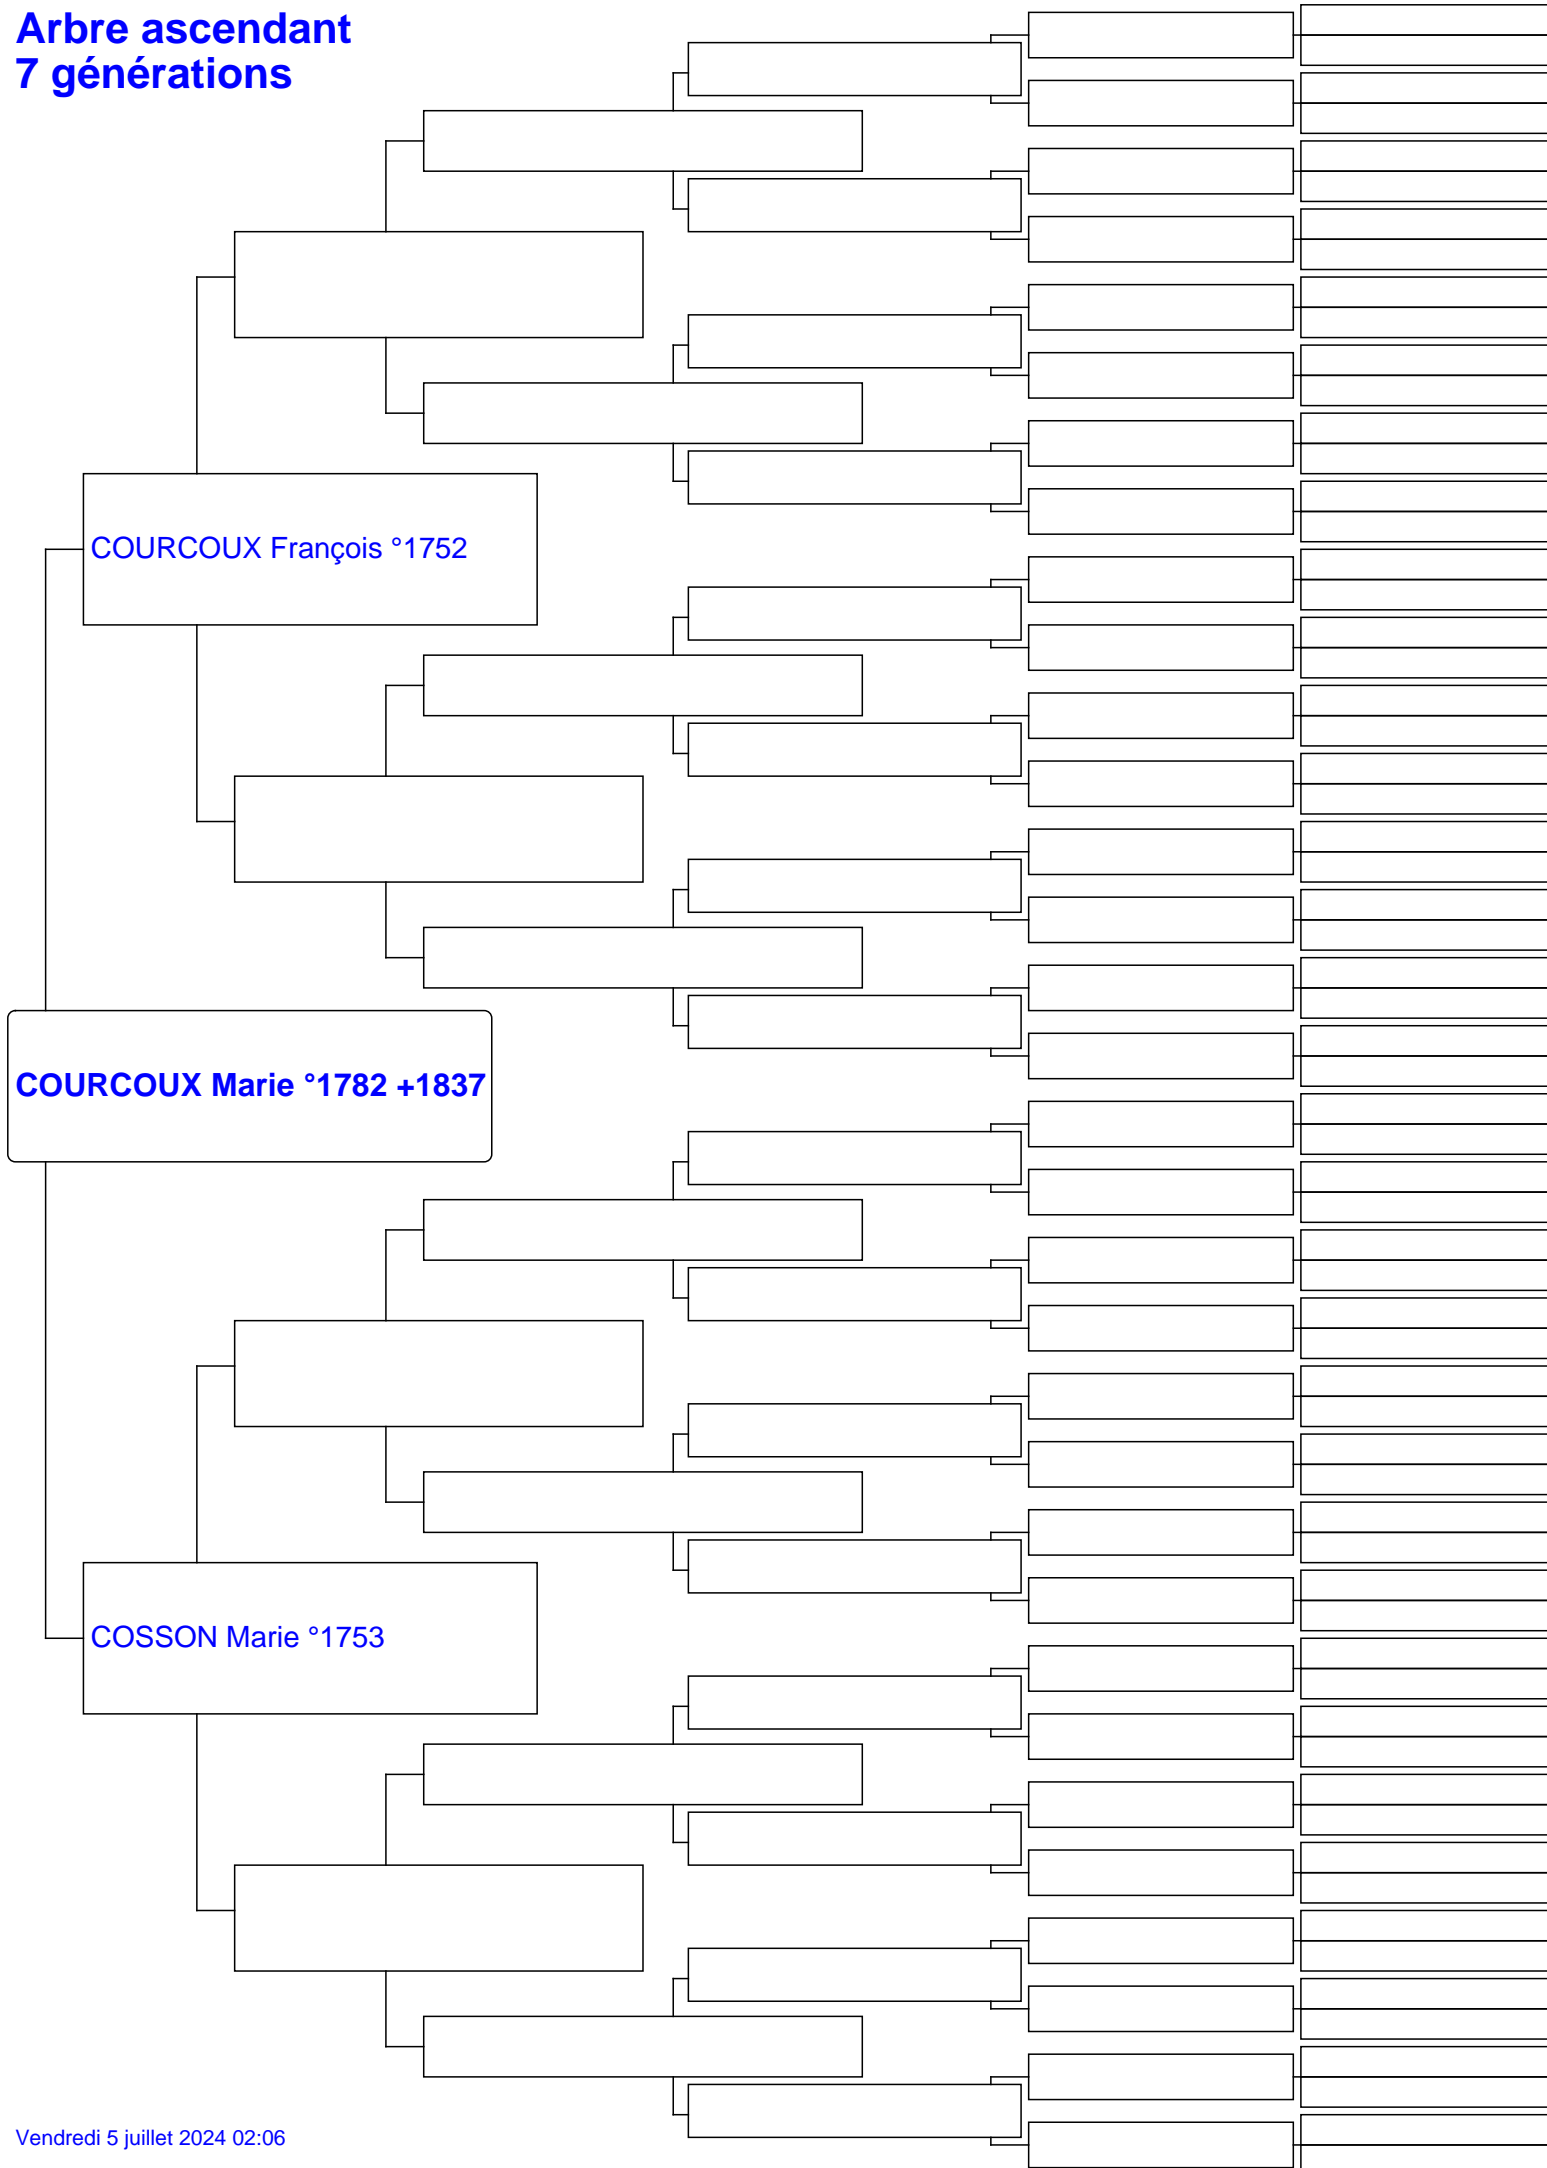 Arbre ascendant
7 générations
COURCOUX François °1752
COURCOUX Marie °1782 +1837
COSSON Marie °1753
Vendredi 5 juillet 2024 02:06